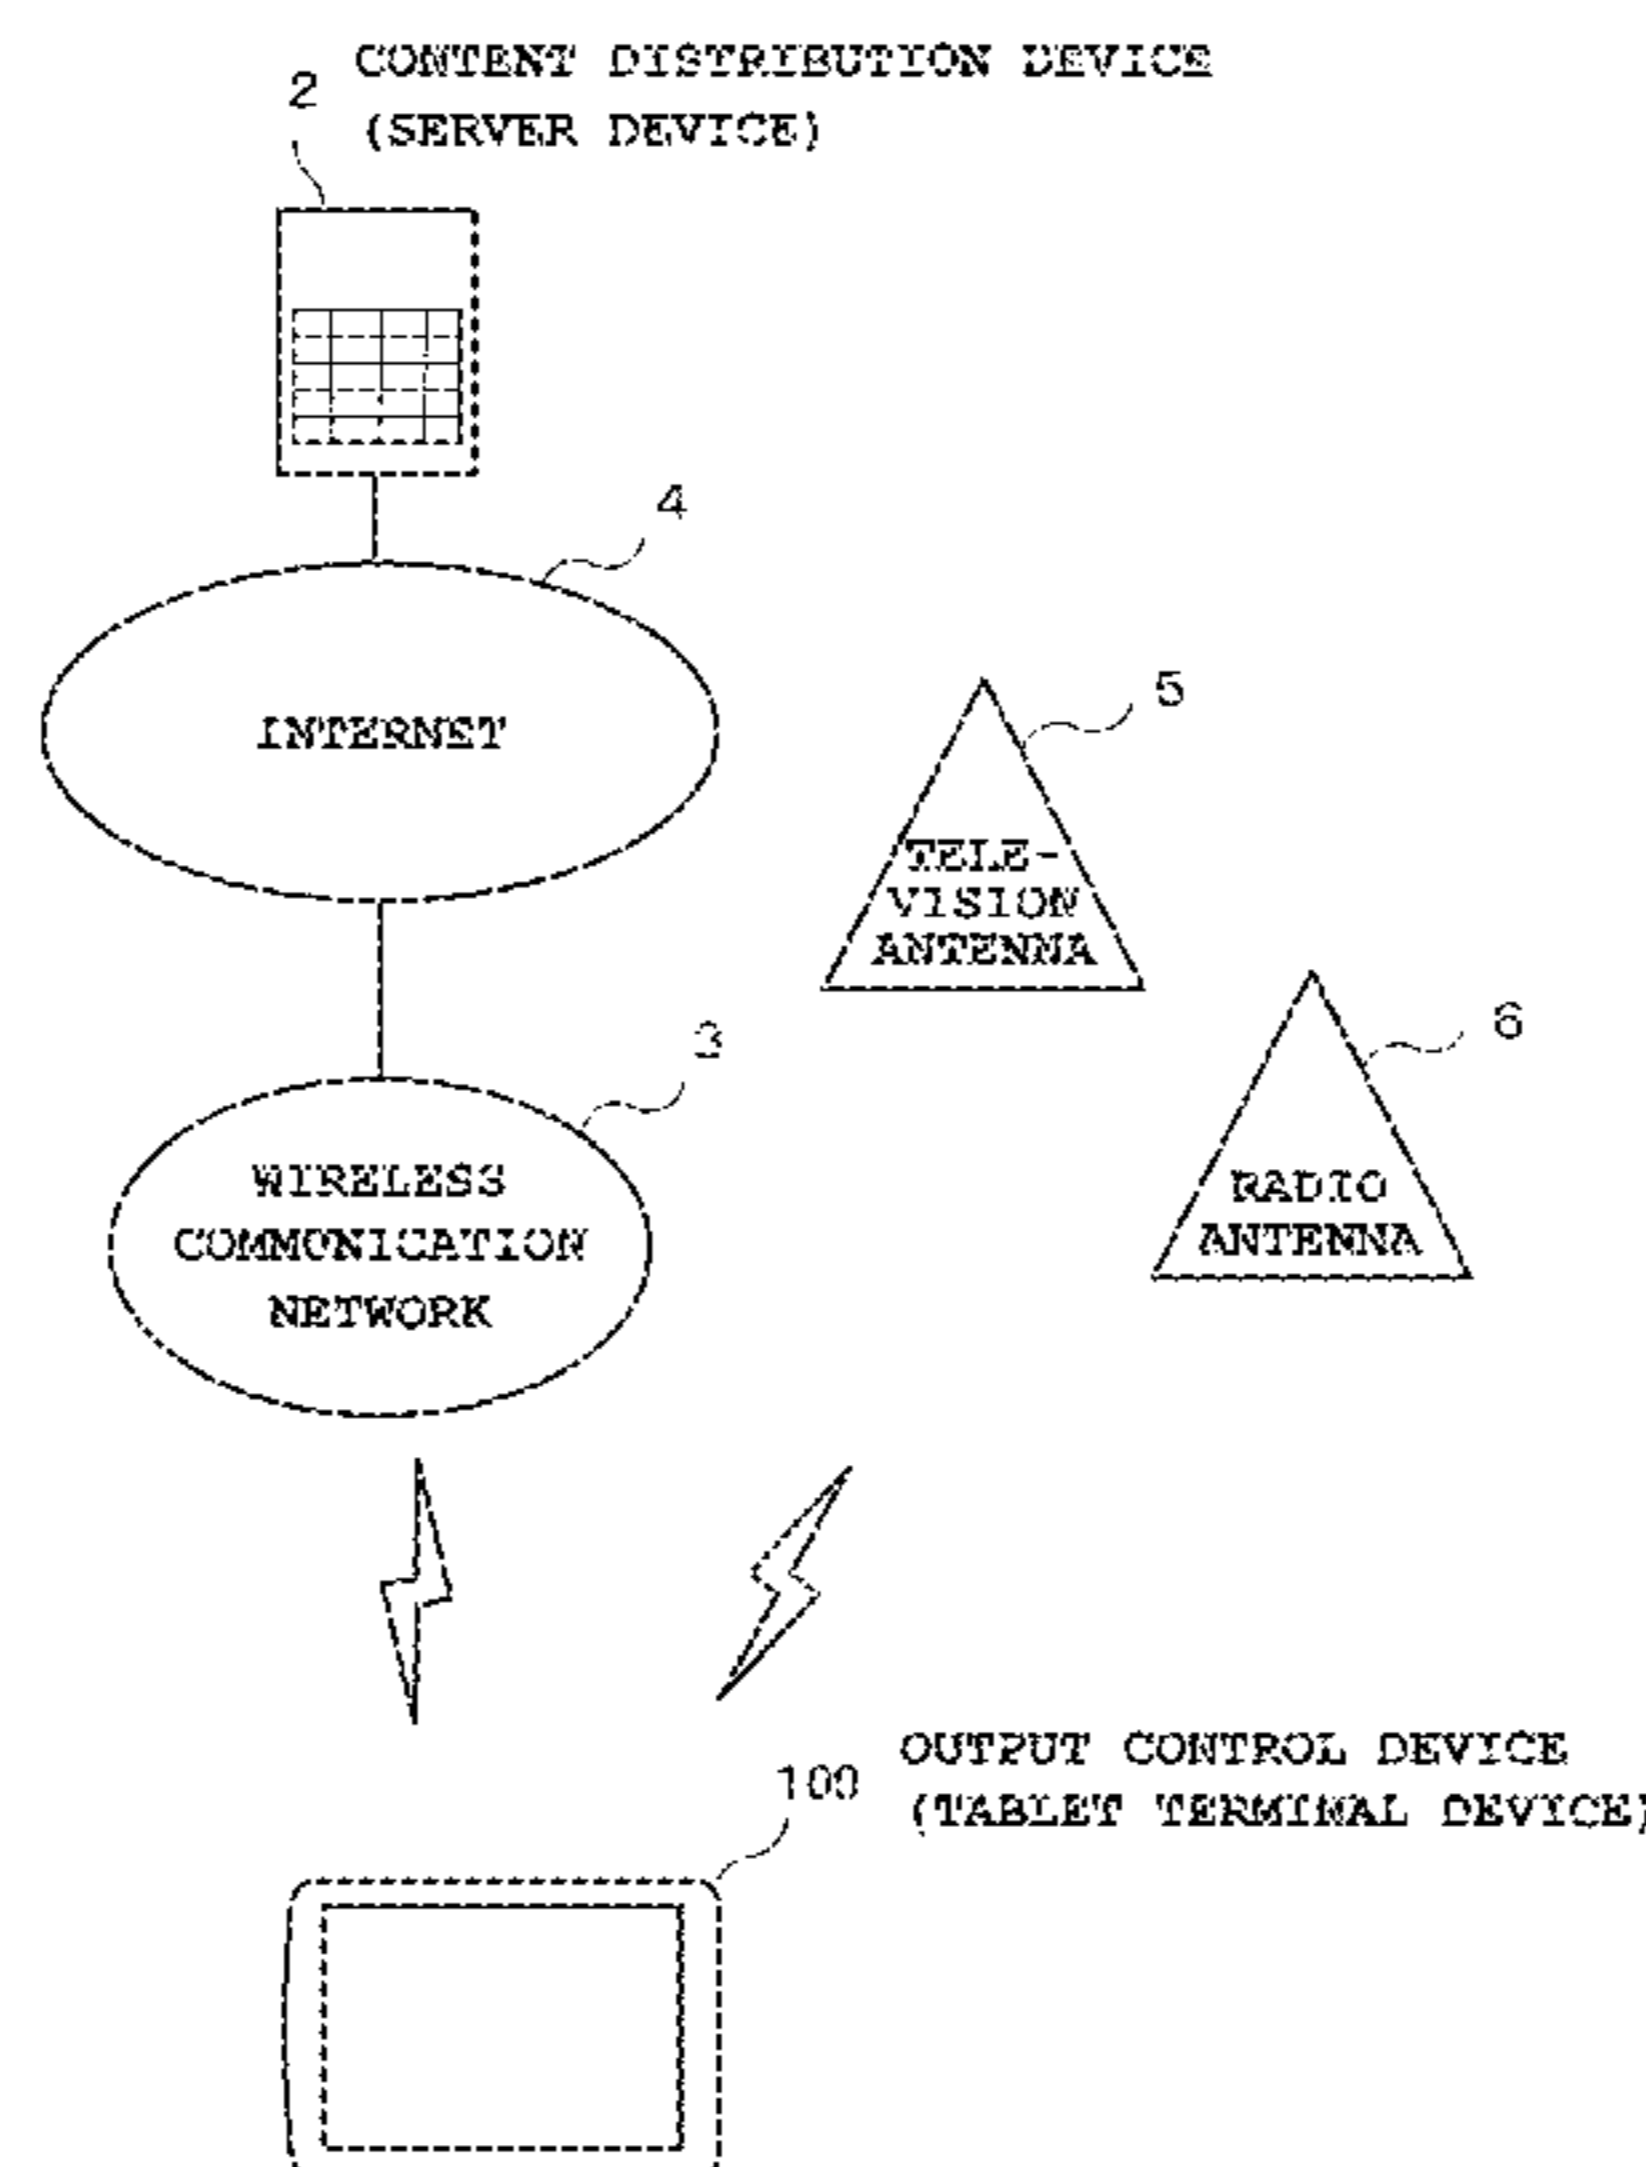 2 CONTENT DISTRIBUTION DEVICE
(SERVER DEVICE)
4
INTERNET
5
TELE-
VISION
ANTENNA
3
6
WIRELESS
COMMUNICATION
NETWORK
RADIO
ANTENNA
100 OUTPUT CONTROL DEVICE
(TABLET TERMINAL DEVICE)